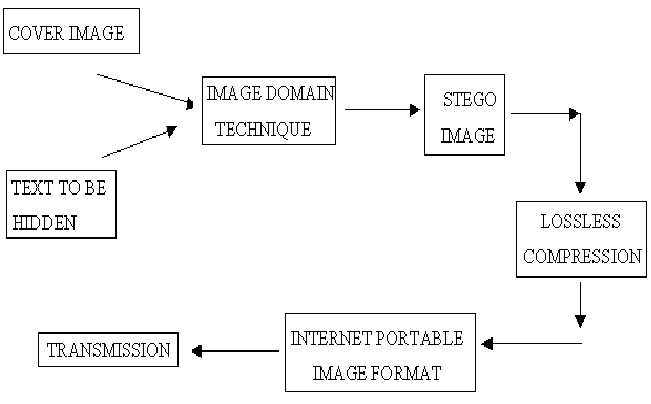 COVER IMAGE
IMAGE DOMAIN
TECHNIQUE
STEGO
IMAGE
TEXT TO BE
HIDDEN
LOSSLESS
COMPRESSION
INTERNET PORTABLE
IMAGE FORMAT
TRANSMISSION